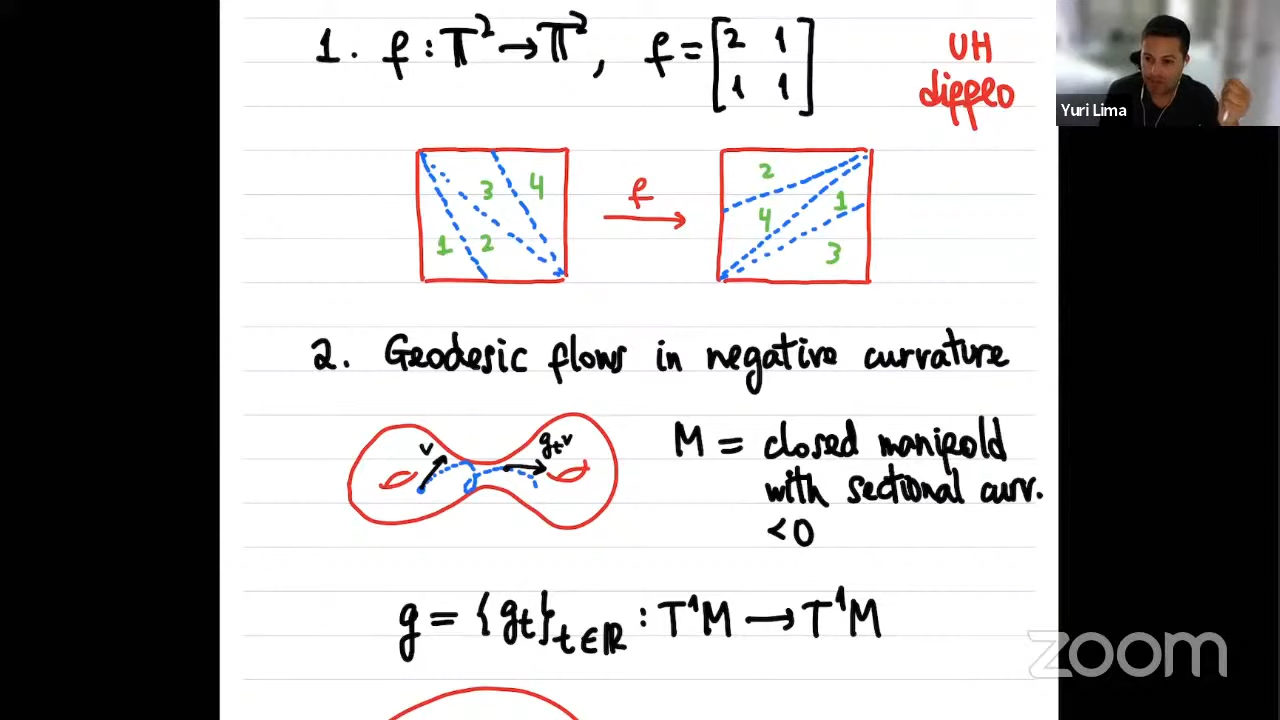 1. f : T² → T², f = [2 1
1 1]
UH
diffeo
Yuri Lima
3 4
1 2
f
2
4 1
3
2. Geodesic flows in negative curvature
v
gₜv
M = closed manifold
with sectional curv.
<0
g = {gₜ}ₜ∈ℝ : T¹M → T¹M
zoom